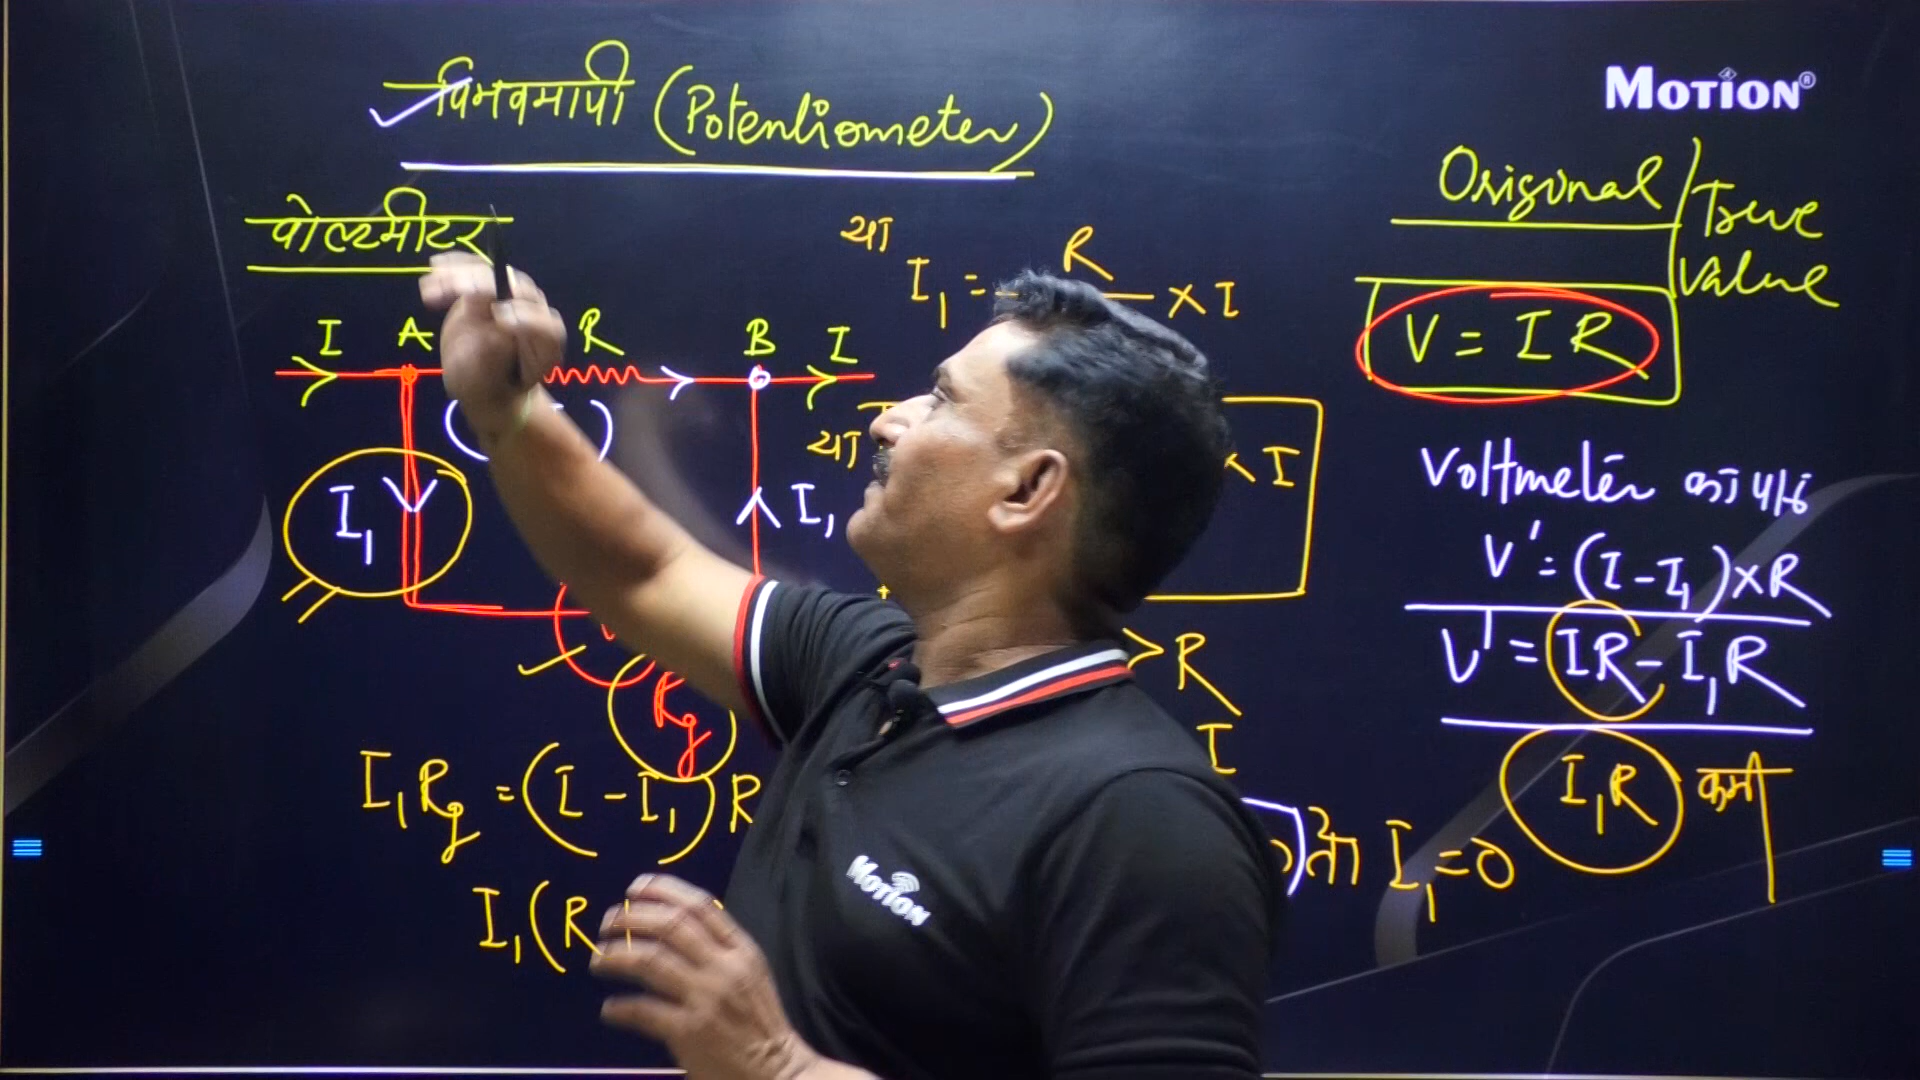 विभवमापी (Potentiometer)
MOTION®
Original / True Value
वोल्टमीटर
या
I₁ = R × I
V = IR
I A R B I
या × I
I₁ I₁
Voltmeter का पाठ
V' = (I - I₁) × R
V' = IR - I₁R
Rg
R
I
I₁Rg = (I - I₁) R
I₁R कमी
तो I₁ = 0
I₁(R
MOTION